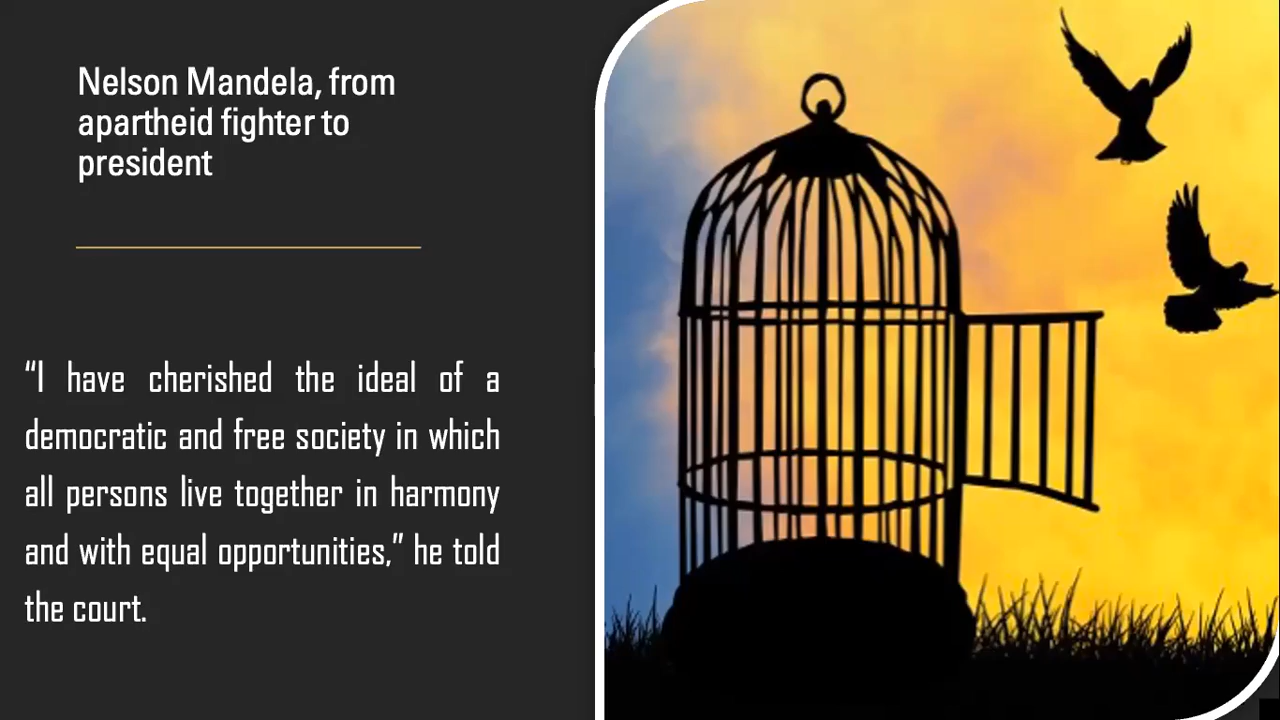 Nelson Mandela, from
apartheid fighter to
president
“I have cherished the ideal of a
democratic and free society in which
all persons live together in harmony
and with equal opportunities,” he told
the court.